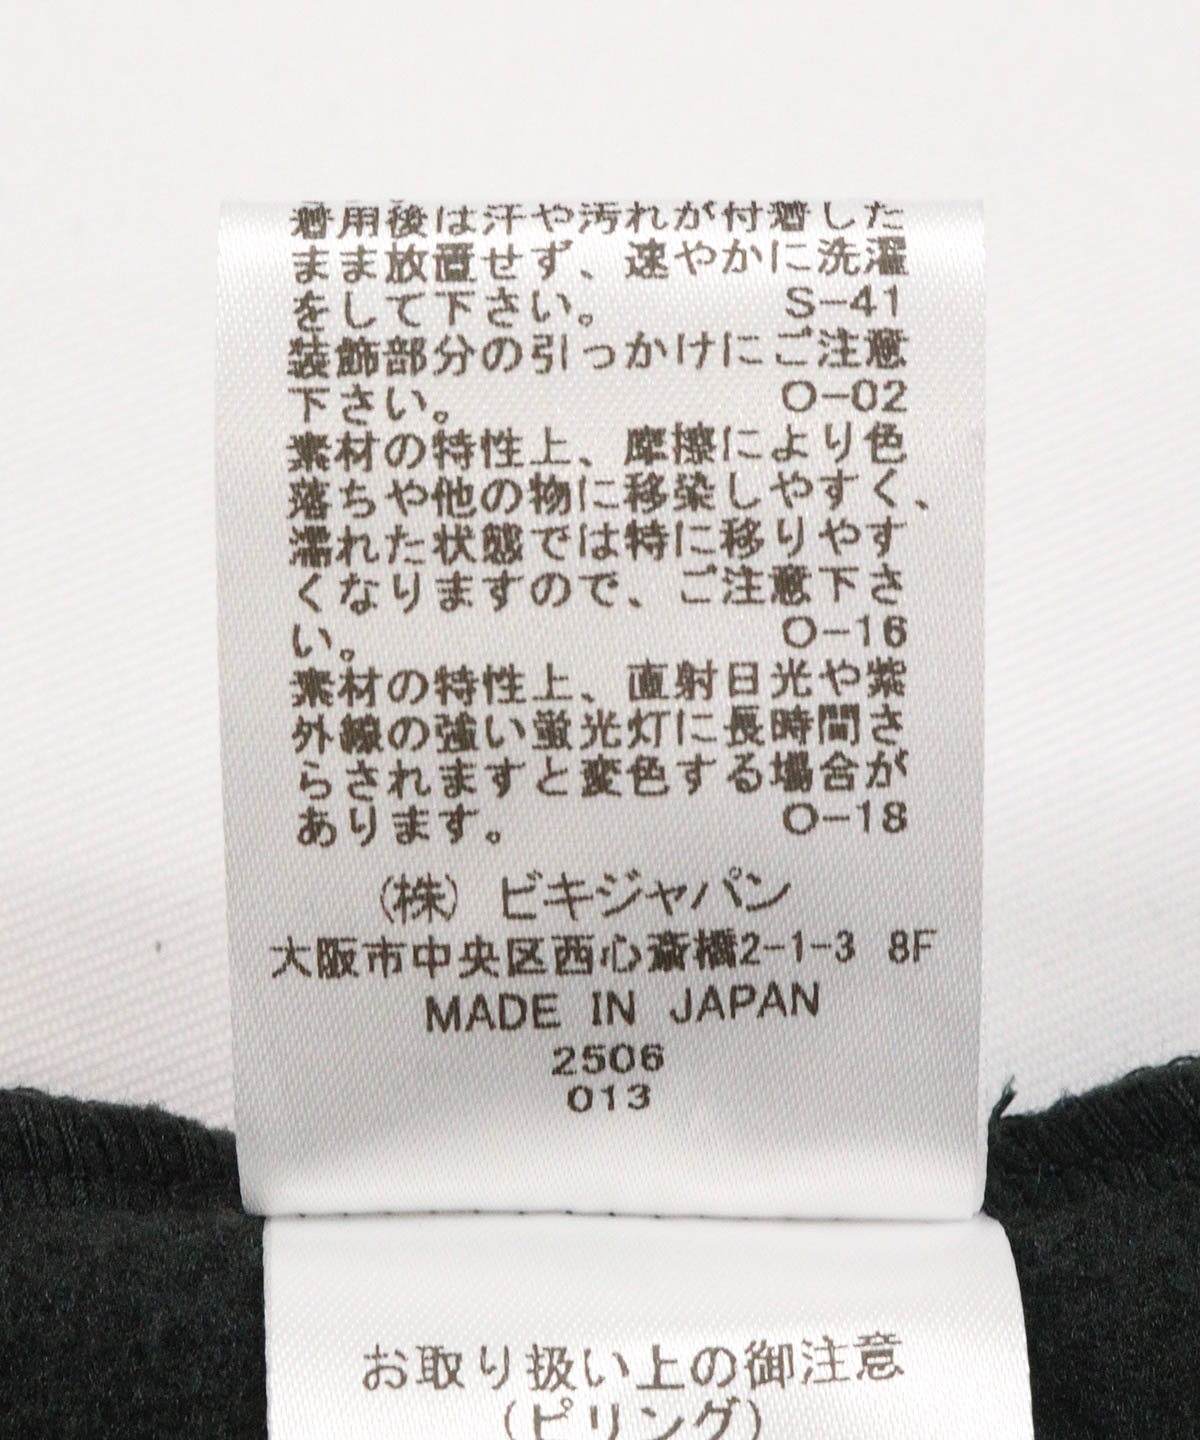 着用後は汗や汚れが付着した
まま放置せず、速やかに洗濯
をして下さい。 S-41
装飾部分の引っかけにご注意
下さい。 O-02
素材の特性上、摩擦により色
落ちや他の物に移染しやすく、
濡れた状態では特に移りやす
くなりますので、ご注意下さ
い。 O-16
素材の特性上、直射日光や紫
外線の強い蛍光灯に長時間さ
らされますと変色する場合が
あります。 O-18
(株) ビキジャパン
大阪市中央区西心斎橋2-1-3 8F
MADE IN JAPAN
2506
013
お取り扱い上の御注意
(ピリング)